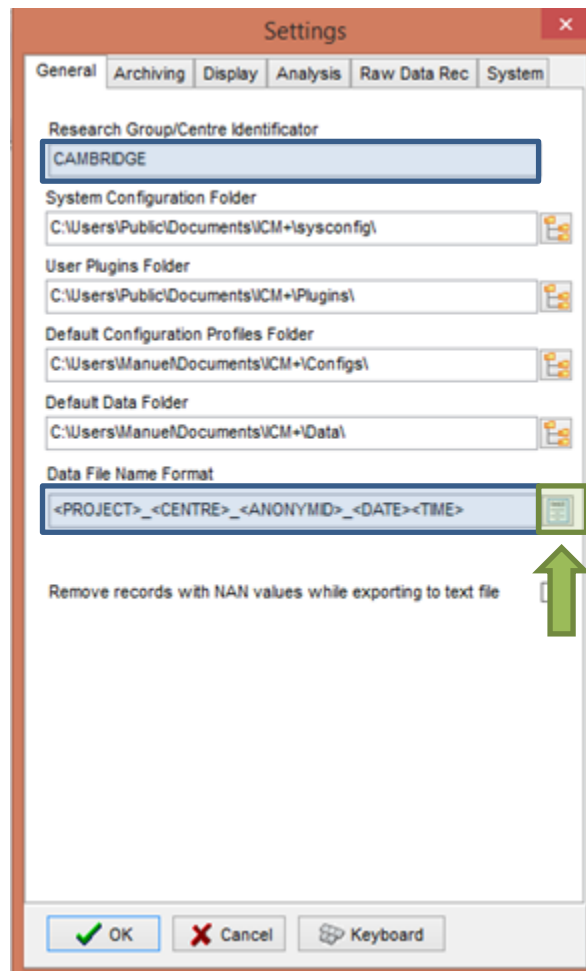 Settings
General Archiving Display Analysis Raw Data Rec System
Research Group/Centre Identificator
CAMBRIDGE
System Configuration Folder
C:\Users\Public\Documents\ICM+\sysconfig\
User Plugins Folder
C:\Users\Public\Documents\ICM+\Plugins\
Default Configuration Profiles Folder
C:\Users\Manuel\Documents\ICM+\Configs\
Default Data Folder
C:\Users\Manuel\Documents\ICM+\Data\
Data File Name Format
<PROJECT>_<CENTRE>_<ANONYMID>_<DATE><TIME>
Remove records with NAN values while exporting to text file
OK Cancel Keyboard